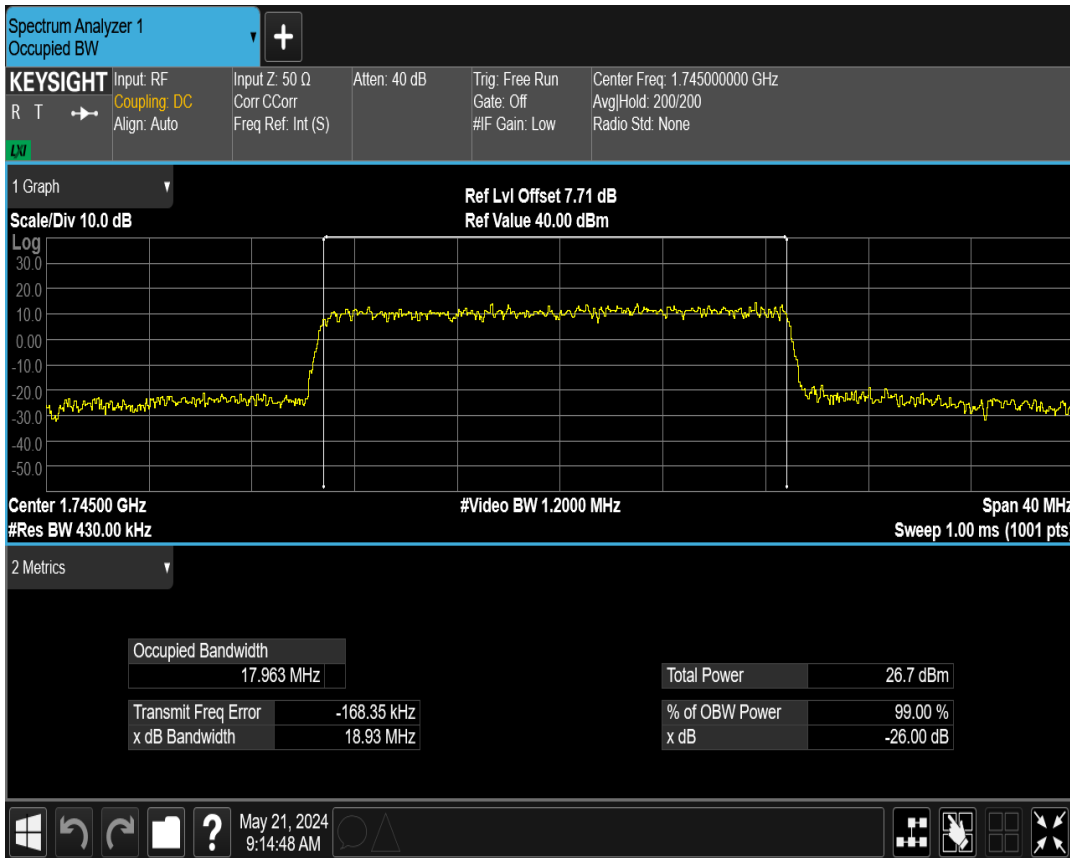 Spectrum Analyzer 1
Occupied BW
KEYSIGHT
R T
LXI
Input: RF
Coupling: DC
Align: Auto
Input Z: 50 Ω
Corr CCorr
Freq Ref: Int (S)
Atten: 40 dB
Trig: Free Run
Gate: Off
#IF Gain: Low
Center Freq: 1.745000000 GHz
Avg|Hold: 200/200
Radio Std: None
1 Graph
Scale/Div 10.0 dB
Ref Lvl Offset 7.71 dB
Ref Value 40.00 dBm
Log
30.0
20.0
10.0
0.00
-10.0
-20.0
-30.0
-40.0
-50.0
Center 1.74500 GHz
#Video BW 1.2000 MHz
Span 40 MHz
#Res BW 430.00 kHz
Sweep 1.00 ms (1001 pts)
2 Metrics
Occupied Bandwidth
17.963 MHz
Total Power 26.7 dBm
Transmit Freq Error -168.35 kHz
% of OBW Power 99.00 %
x dB Bandwidth 18.93 MHz
x dB -26.00 dB
?
May 21, 2024
9:14:48 AM